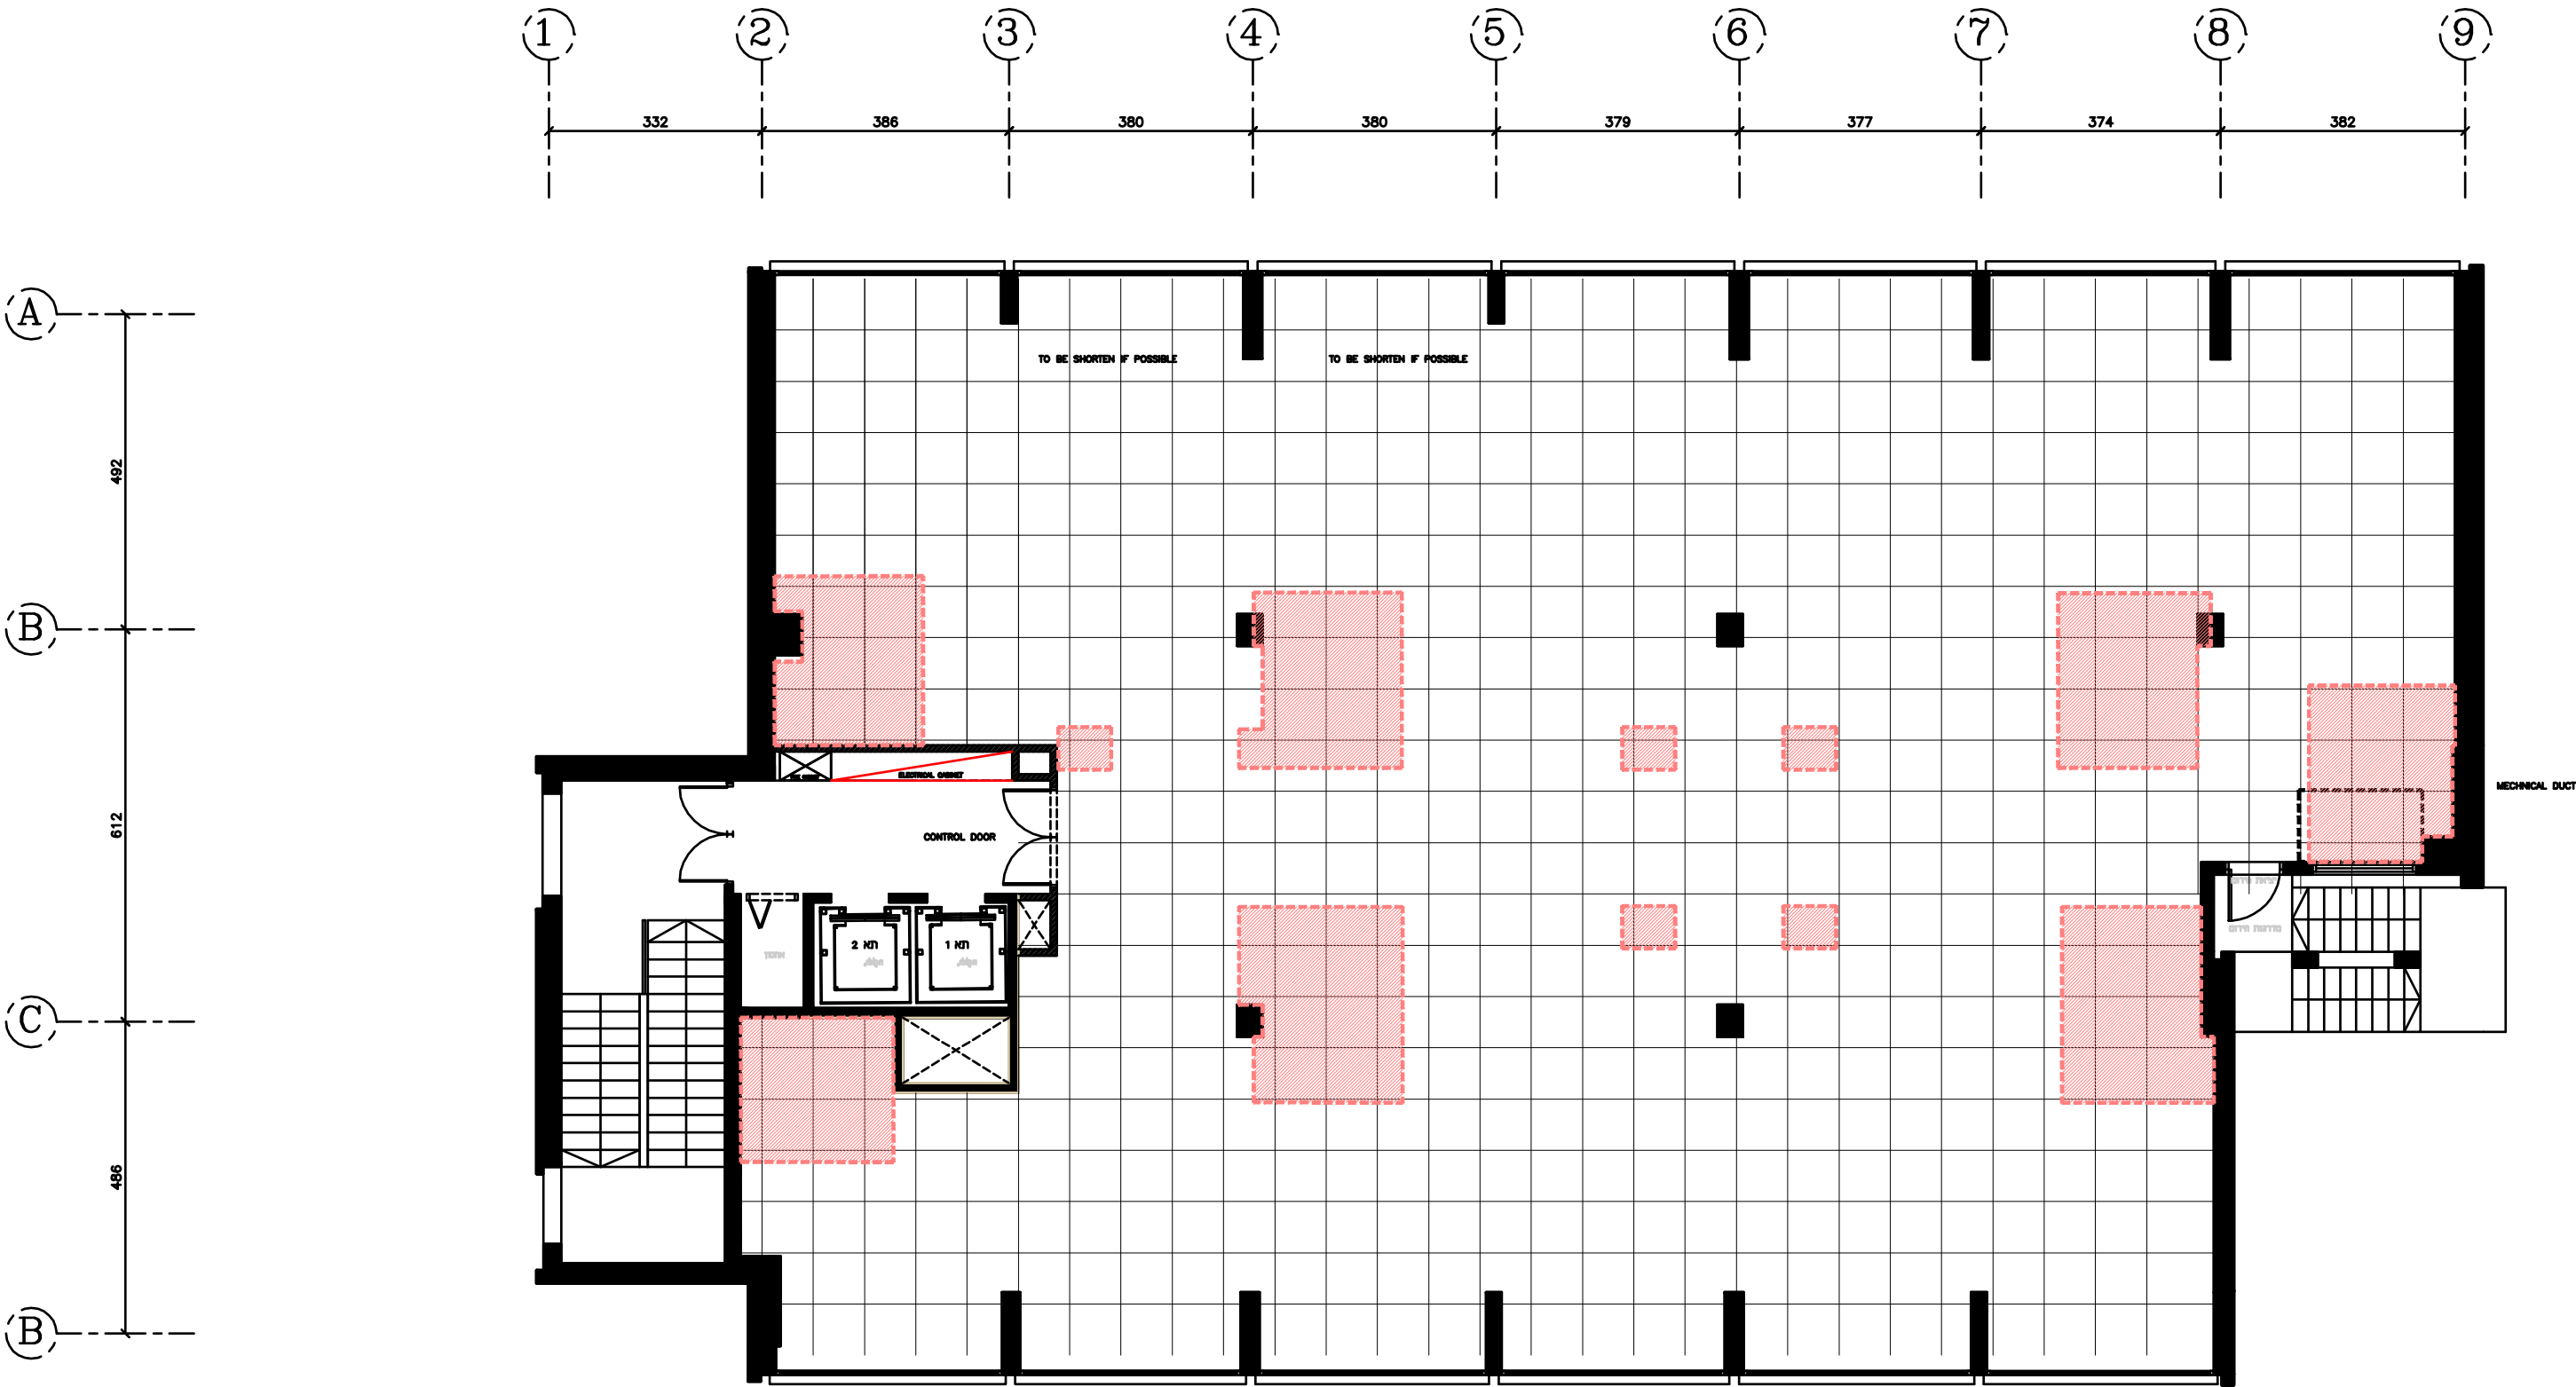 1 2 3 4 5 6 7 8 9
332 386 380 380 379 377 374 382
A
TO BE SHORTEN IF POSSIBLE TO BE SHORTEN IF POSSIBLE
492
B
ELECTRICAL CABINET
MECHNICAL DUCT
612
CONTROL DOOR
תא 2 תא 1
C
486
B